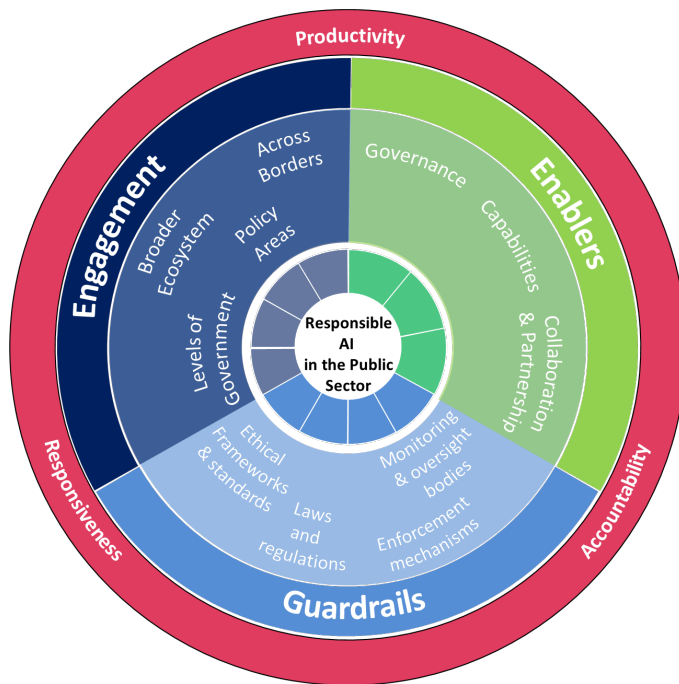 Productivity
Engagement
Enablers
Across
Borders
Governance
Broader
Ecosystem
Policy
Areas
Capabilities
Levels of
Government
Responsible
AI
in the Public
Sector
Collaboration
& Partnership
Ethical
Frameworks
& standards
Laws
and
regulations
Monitoring
& oversight
bodies
Enforcement
mechanisms
Guardrails
Responsiveness
Accountability